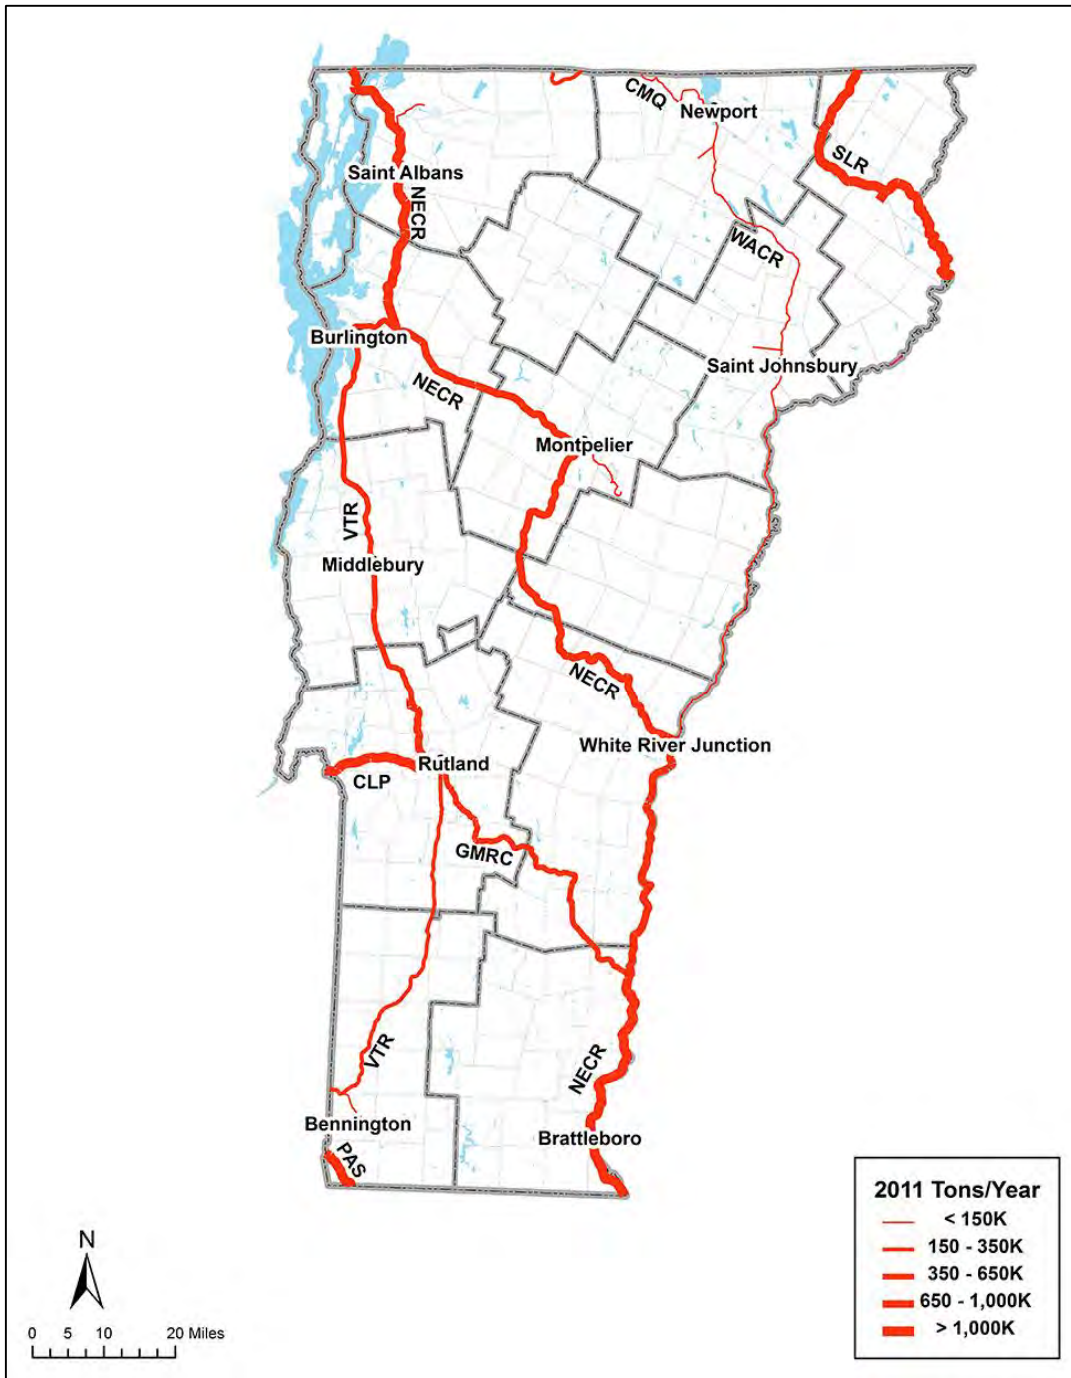 CMQ
Newport
SLR
Saint Albans
NECR
WACR
Burlington
Saint Johnsbury
NECR
Montpelier
VTR
Middlebury
NECR
White River Junction
Rutland
CLP
GMRC
VTR
NECR
Bennington
Brattleboro
PAS
2011 Tons/Year
< 150K
150 - 350K
350 - 650K
650 - 1,000K
> 1,000K
N
0 5 10 20 Miles